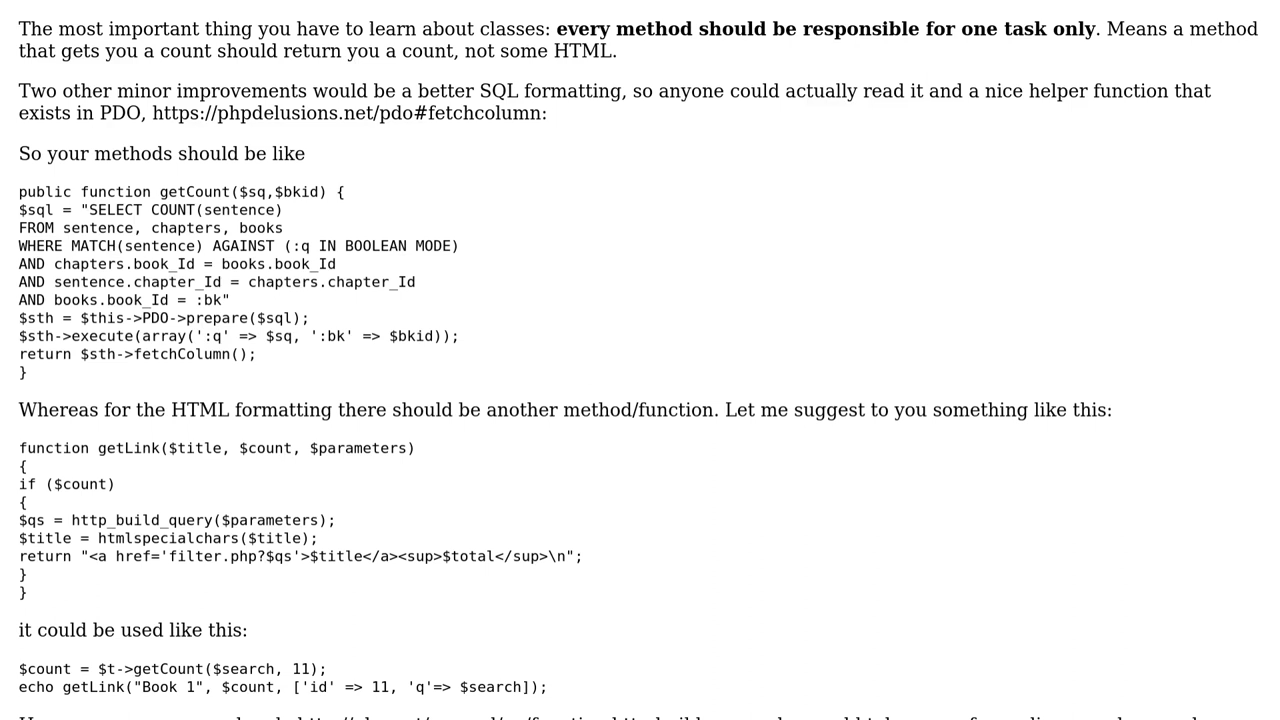 The most important thing you have to learn about classes: every method should be responsible for one task only. Means a method
that gets you a count should return you a count, not some HTML.
Two other minor improvements would be a better SQL formatting, so anyone could actually read it and a nice helper function that
exists in PDO, https://phpdelusions.net/pdo#fetchcolumn:
So your methods should be like
public function getCount($sq,$bkid) {
$sql = "SELECT COUNT(sentence)
FROM sentence, chapters, books
WHERE MATCH(sentence) AGAINST (:q IN BOOLEAN MODE)
AND chapters.book_Id = books.book_Id
AND sentence.chapter_Id = chapters.chapter_Id
AND books.book_Id = :bk"
$sth = $this->PDO->prepare($sql);
$sth->execute(array(':q' => $sq, ':bk' => $bkid));
return $sth->fetchColumn();
}
Whereas for the HTML formatting there should be another method/function. Let me suggest to you something like this:
function getLink($title, $count, $parameters)
{
if ($count)
{
$qs = http_build_query($parameters);
$title = htmlspecialchars($title);
return "<a href='filter.php?$qs'>$title</a><sup>$total</sup>\n";
}
}
it could be used like this:
$count = $t->getCount($search, 11);
echo getLink("Book 1", $count, ['id' => 11, 'q'=> $search]);